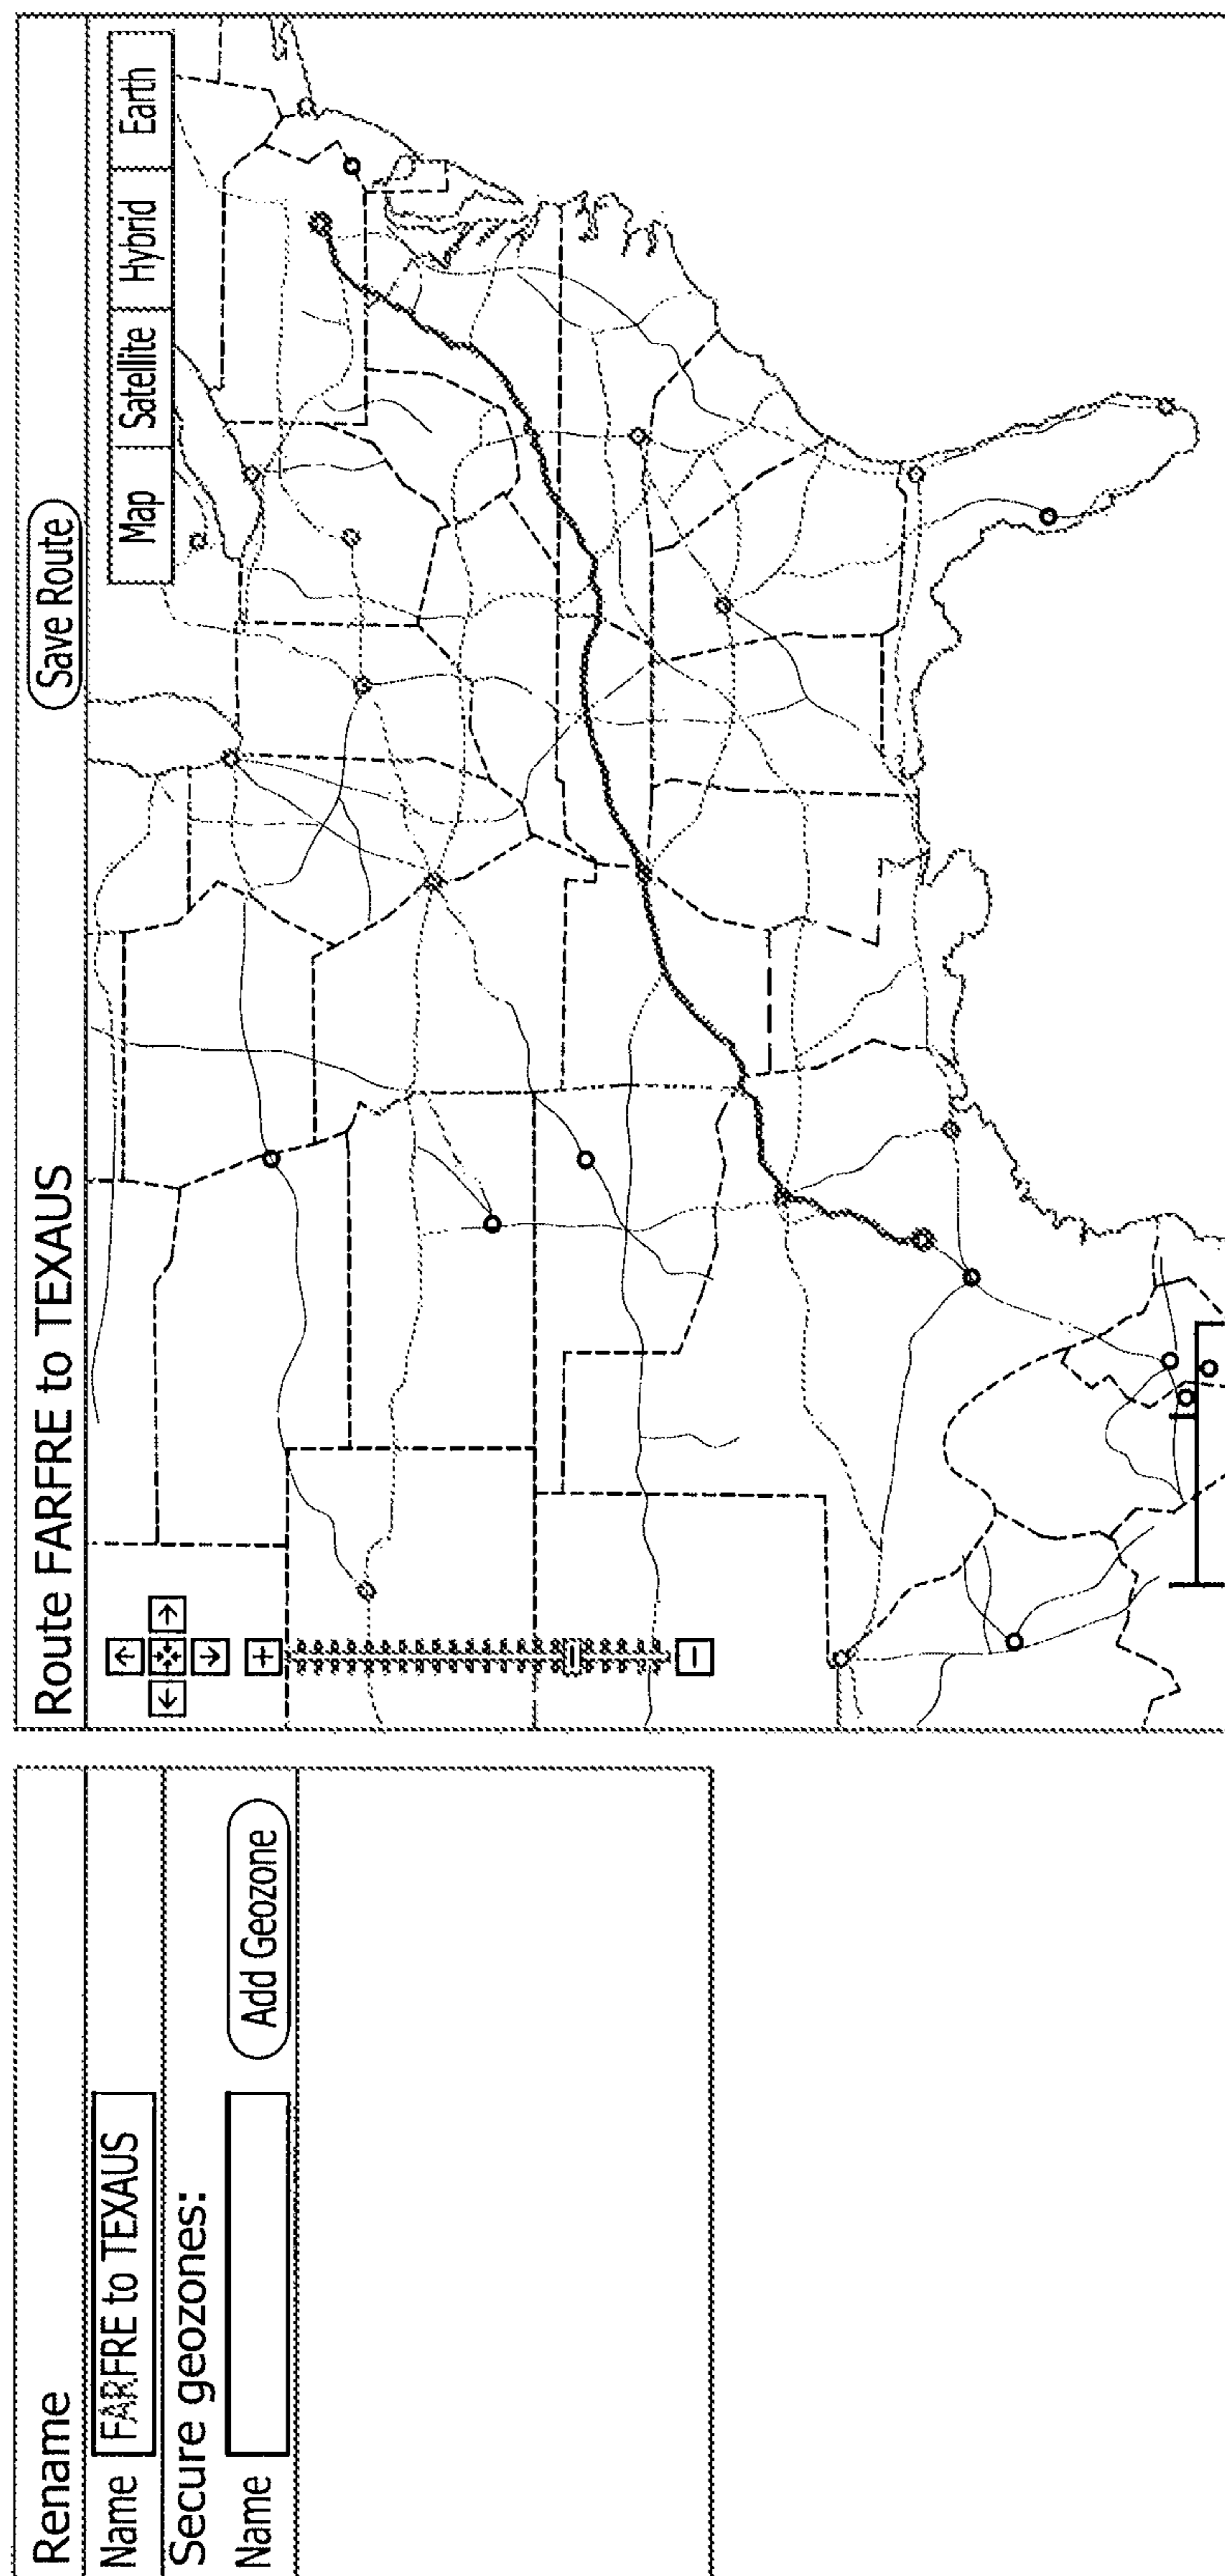 Rename
Name FARFRE to TEXAUS
Secure geozones:
Name
Add Geozone
Route FARFRE to TEXAUS
Save Route
Map Satellite Hybrid Earth